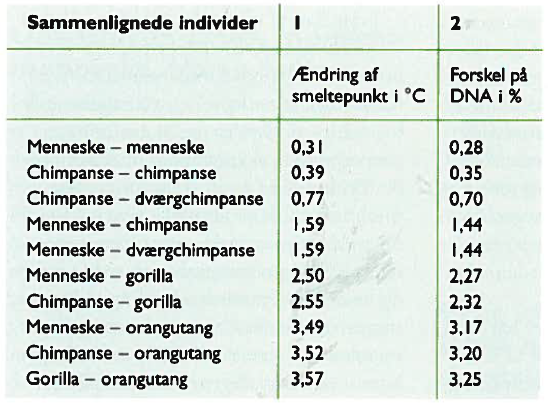 Sammenlignede individer 1 2
Ændring af smeltepunkt i °C Forskel på DNA i %
Menneske – menneske 0,31 0,28
Chimpanse – chimpanse 0,39 0,35
Chimpanse – dværgchimpanse 0,77 0,70
Menneske – chimpanse 1,59 1,44
Menneske – dværgchimpanse 1,59 1,44
Menneske – gorilla 2,50 2,27
Chimpanse – gorilla 2,55 2,32
Menneske – orangutang 3,49 3,17
Chimpanse – orangutang 3,52 3,20
Gorilla – orangutang 3,57 3,25